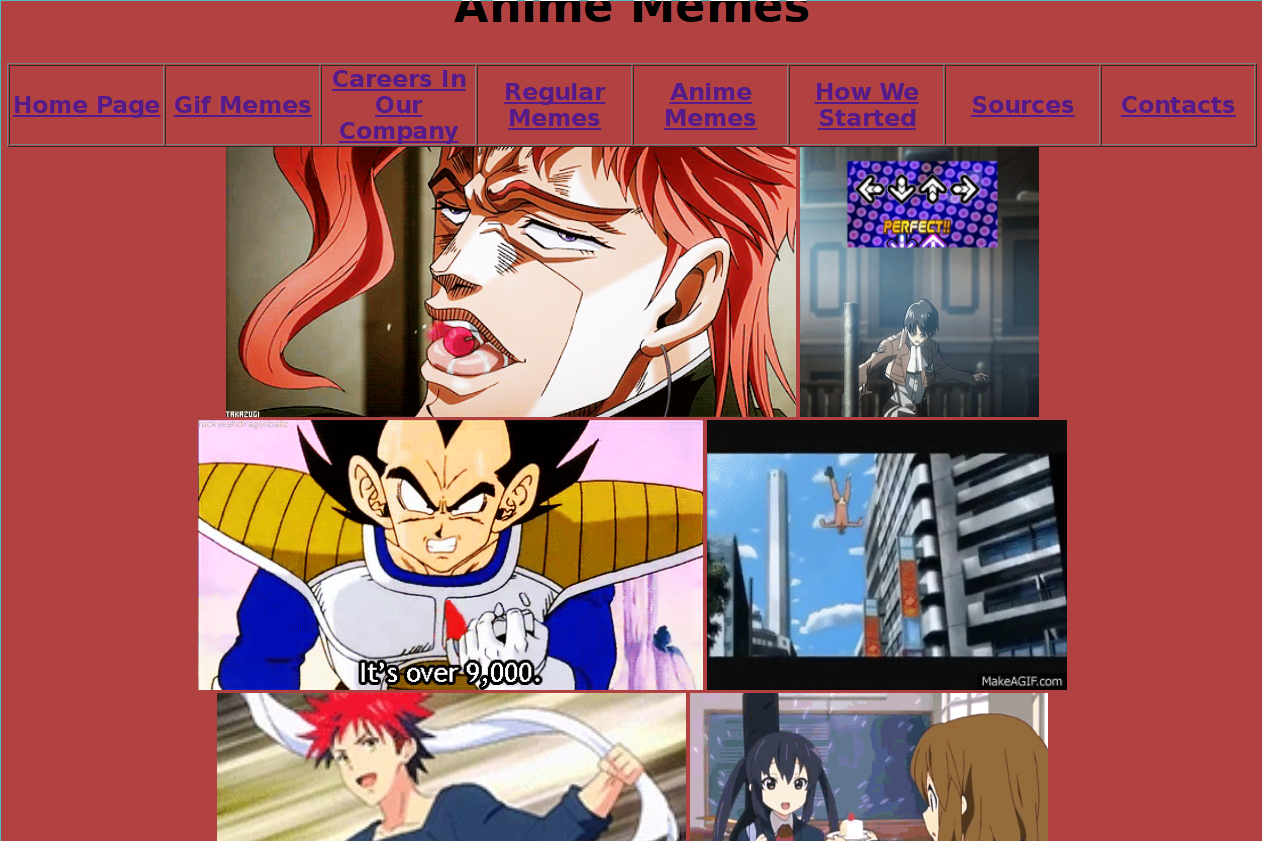 Anime Memes
Home Page
Gif Memes
Careers In
Our
Company
Regular
Memes
Anime
Memes
How We
Started
Sources
Contacts
PERFECT!!
TAKAZUGI
fuckyeahdragonballz
It's over 9,000.
MakeAGIF.com